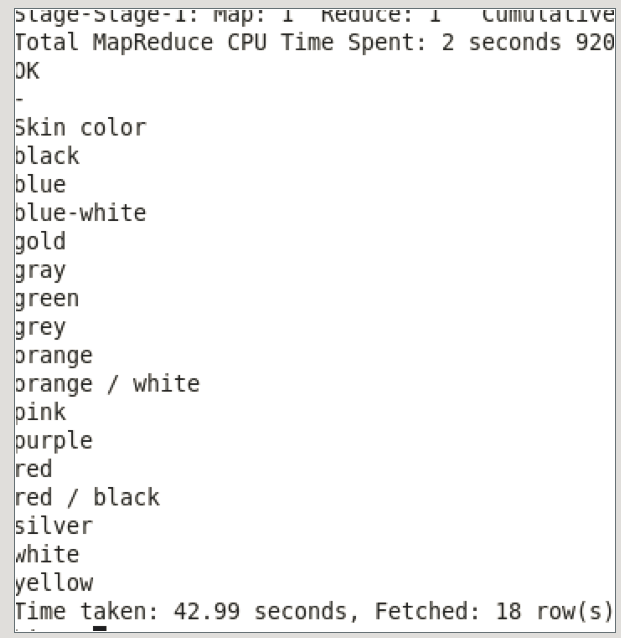 Stage-Stage-1: Map: 1  Reduce: 1   Cumulative
Total MapReduce CPU Time Spent: 2 seconds 920
OK
-
Skin color
black
blue
blue-white
gold
gray
green
grey
orange
orange / white
pink
purple
red
red / black
silver
white
yellow
Time taken: 42.99 seconds, Fetched: 18 row(s)